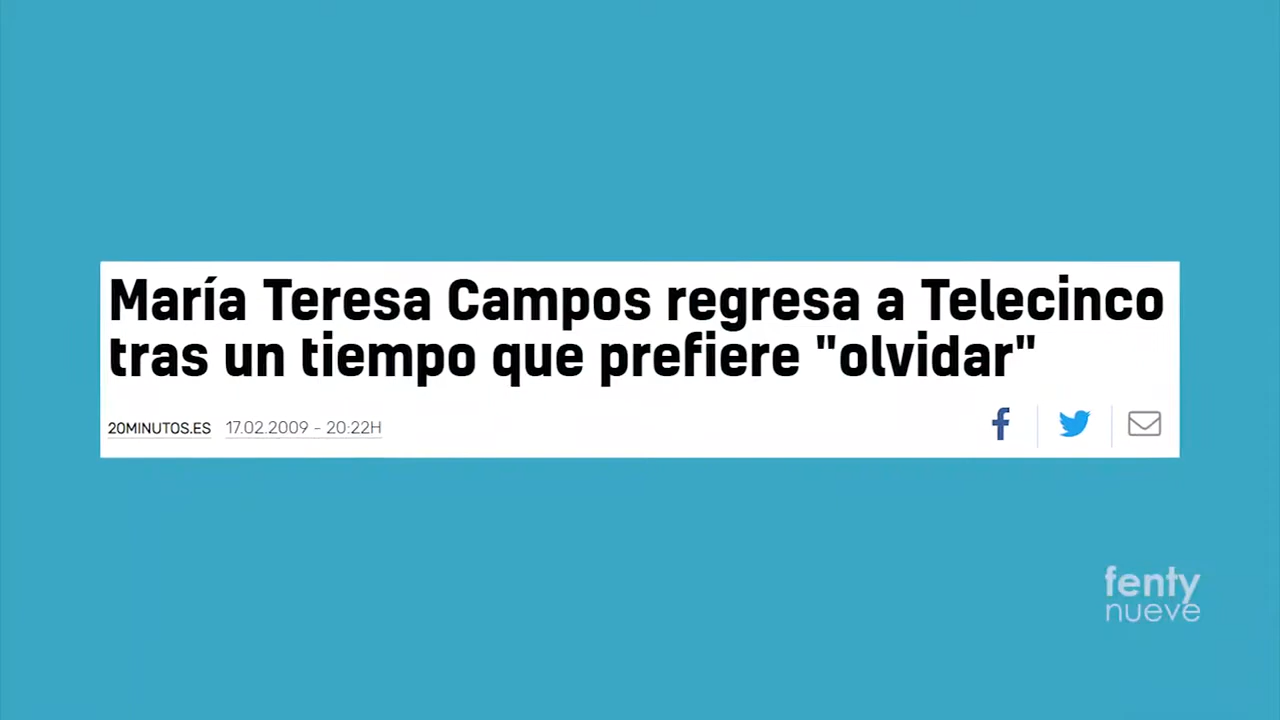 María Teresa Campos regresa a Telecinco
tras un tiempo que prefiere "olvidar"
20MINUTOS.ES 17.02.2009 - 20:22H
fenty
nueve